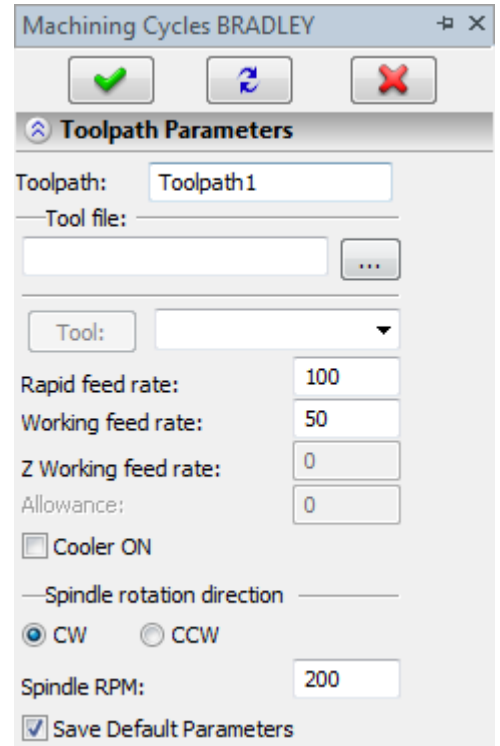 Machining Cycles BRADLEY
Toolpath Parameters
Toolpath: Toolpath1
Tool file:
...
Tool:
Rapid feed rate: 100
Working feed rate: 50
Z Working feed rate: 0
Allowance: 0
Cooler ON
Spindle rotation direction
CW CCW
Spindle RPM: 200
Save Default Parameters